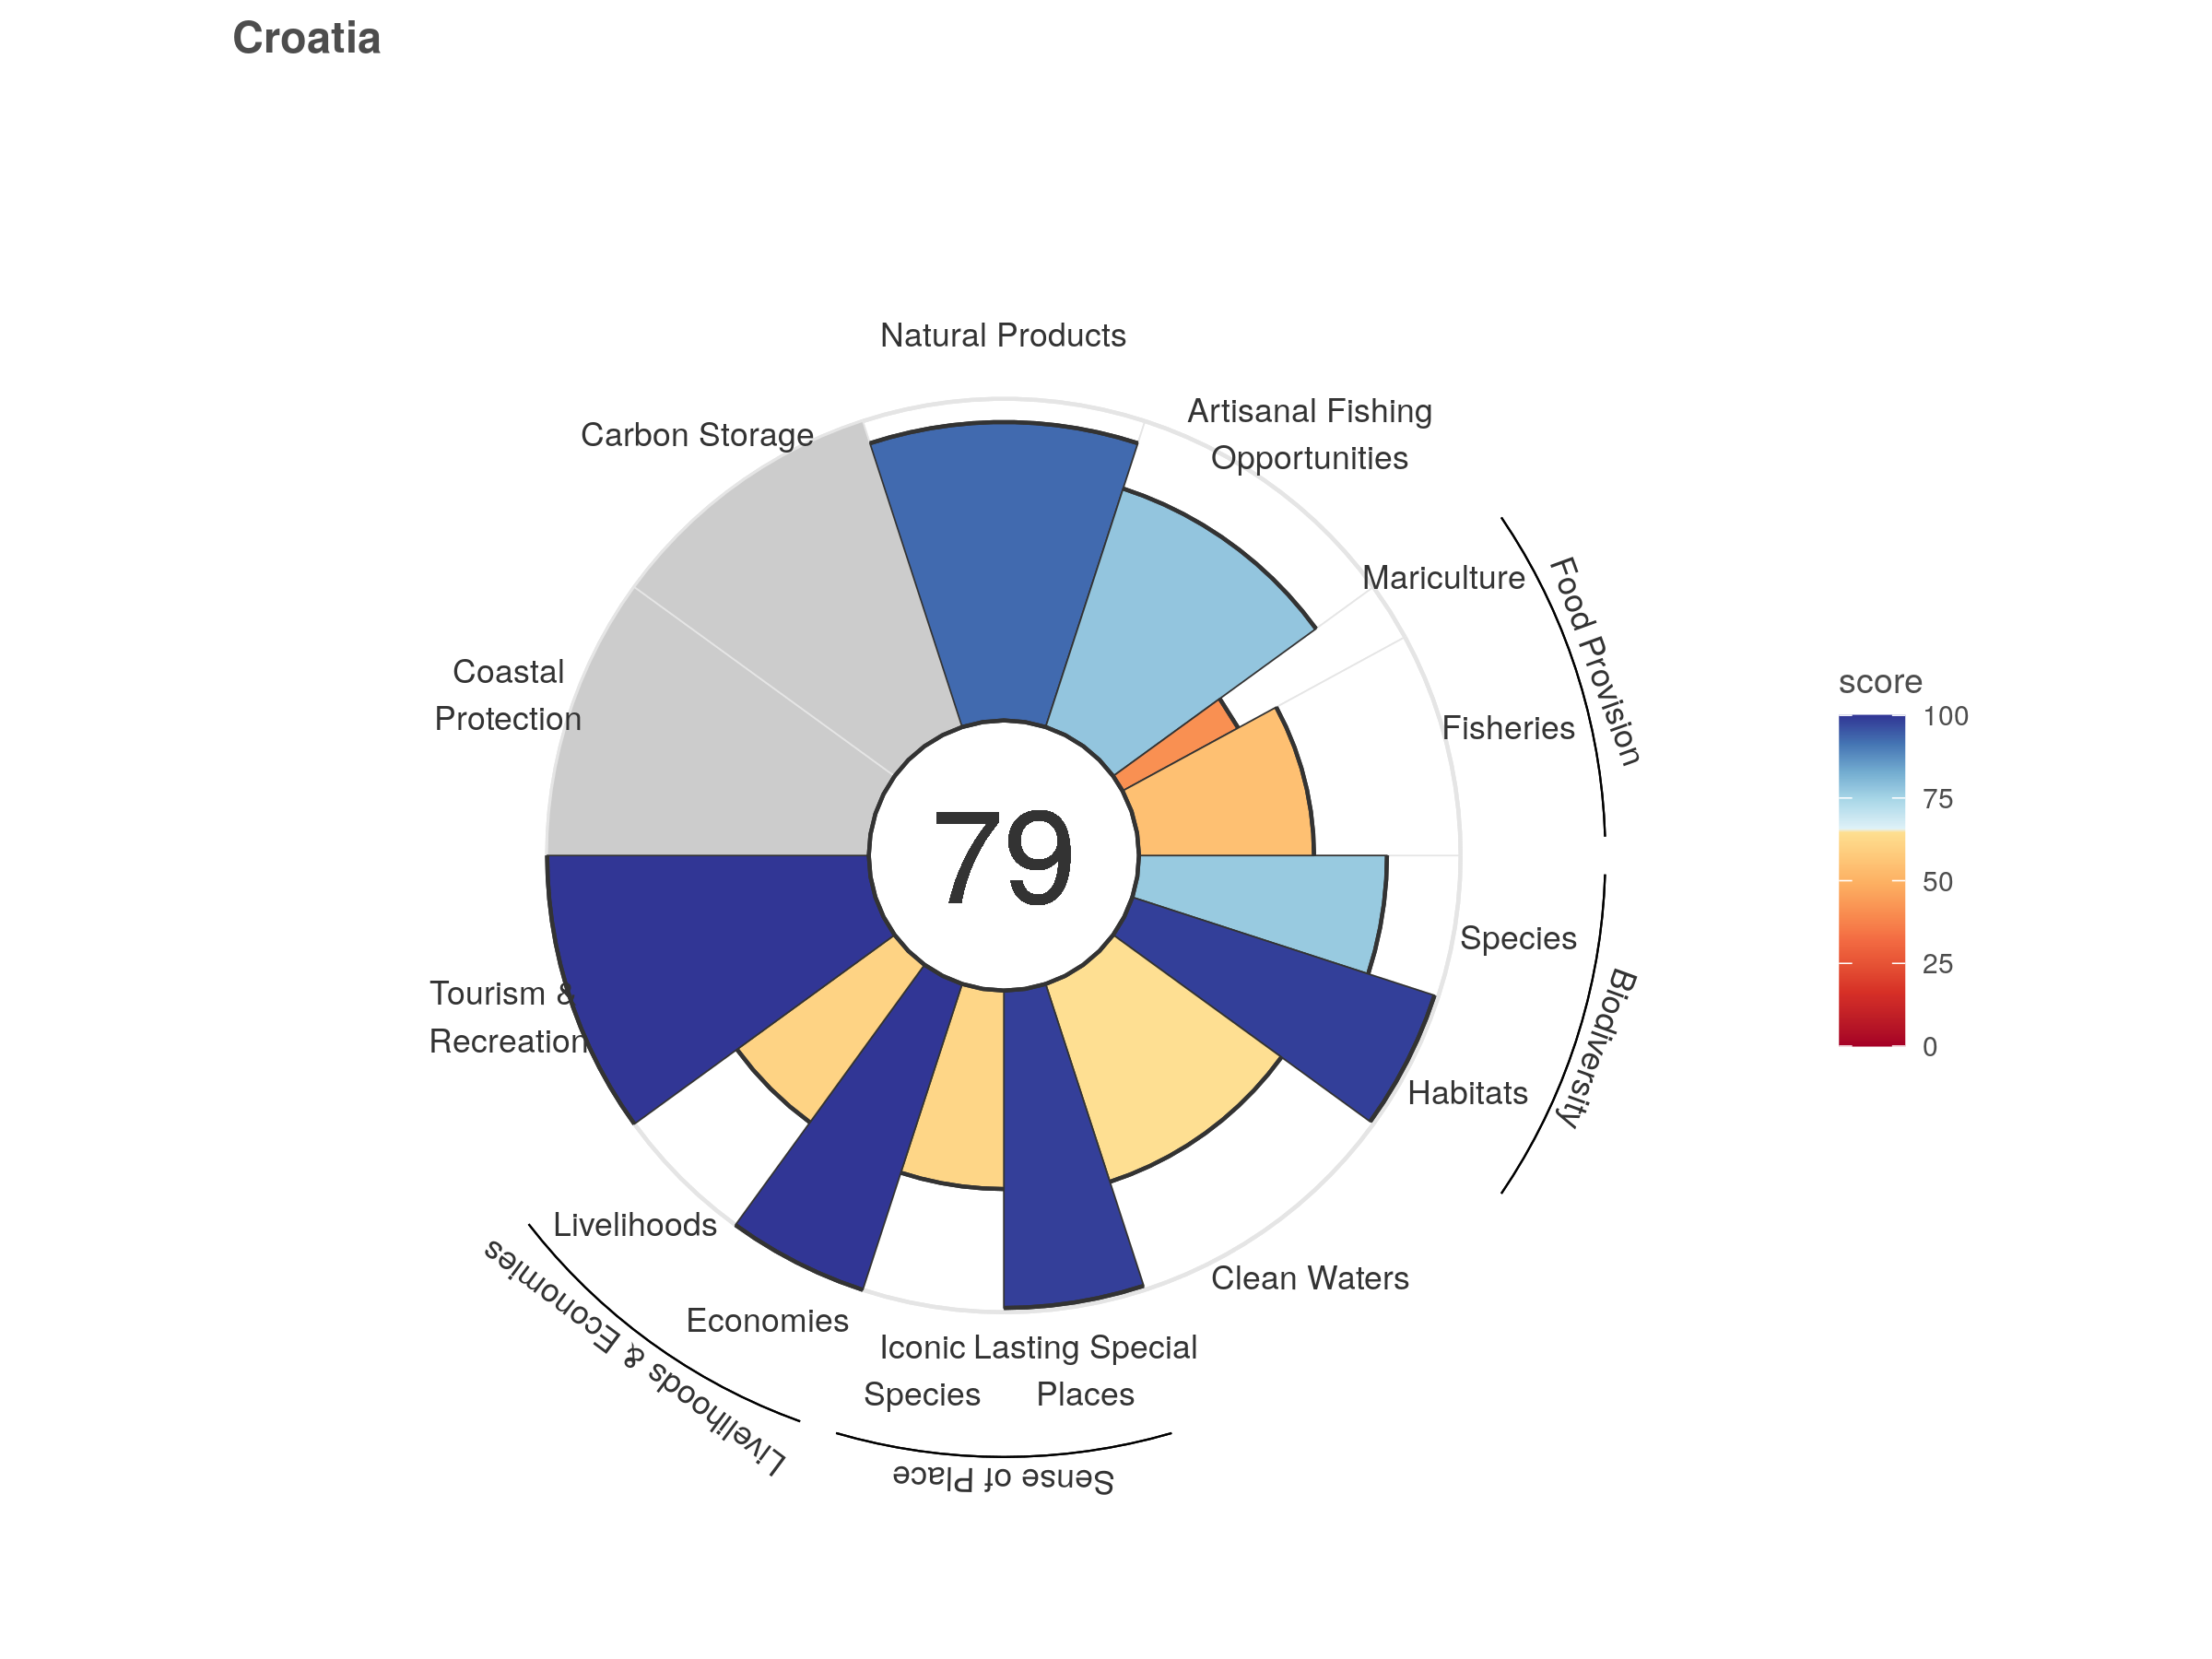 Croatia
Natural Products
Artisanal Fishing
Opportunities
Carbon Storage
Mariculture
Food Provision
Fisheries
Coastal
Protection
79
score
100
75
50
25
0
Species
Biodiversity
Habitats
Tourism &
Recreation
Livelihoods
Livelihoods & Economies
Economies
Clean Waters
Iconic
Species
Lasting Special
Places
Sense of Place